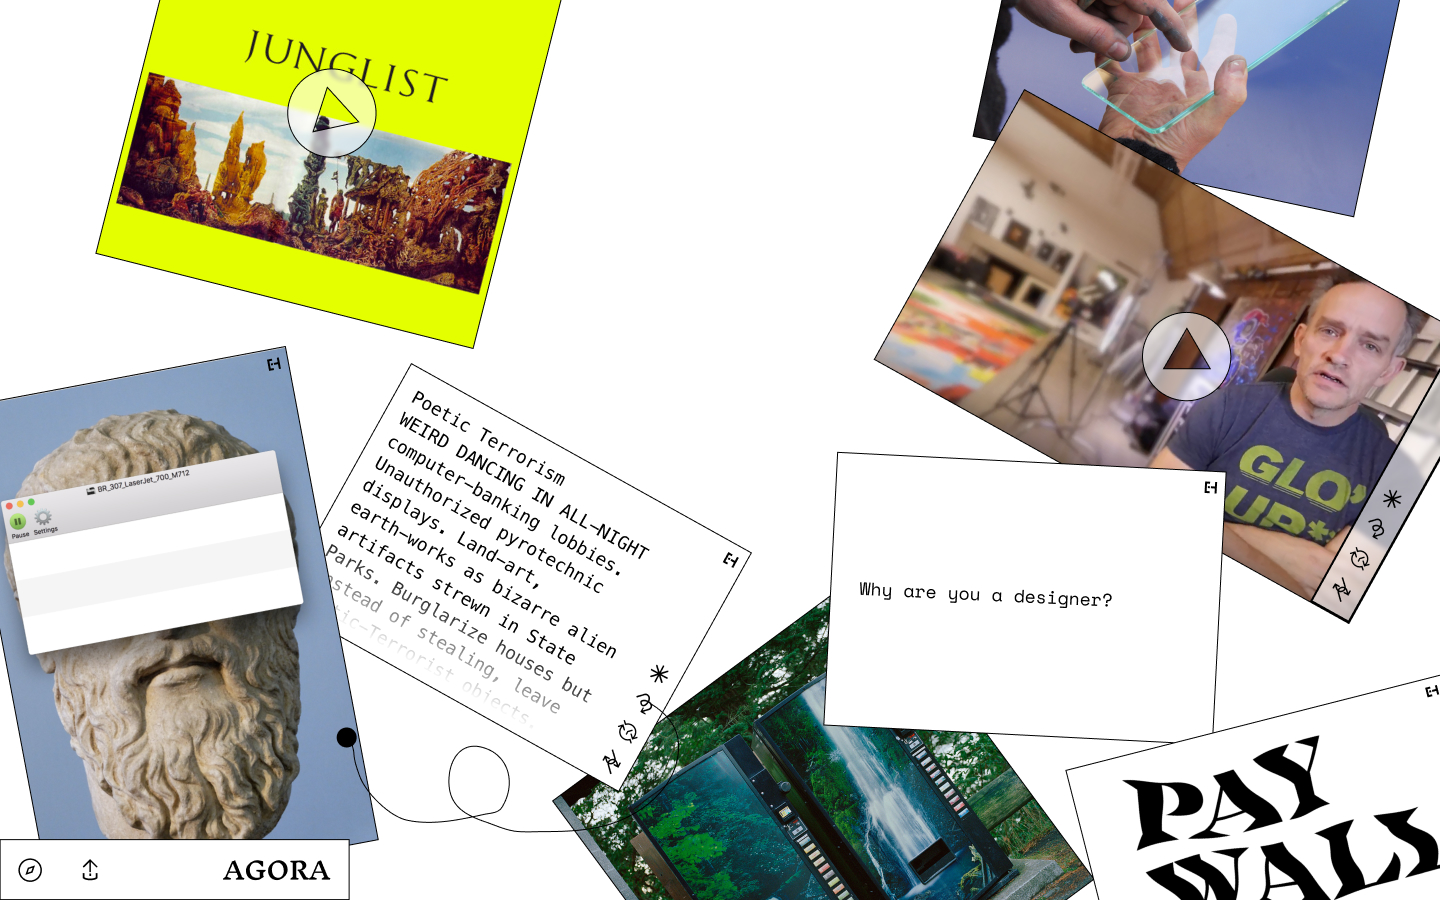 JUNGLIST
BR_307_LaserJet_700_M712
Pause Settings
Poetic Terrorism
WEIRD DANCING IN ALL—NIGHT
computer—banking lobbies.
Unauthorized pyrotechnic
displays. Land—art,
earth—works as bizarre alien
artifacts strewn in State
Parks. Burglarize houses but
stead of stealing, leave
ic—Terrorist objects.
Why are you a designer?
GLO
UP*
PAY
WALL
AGORA